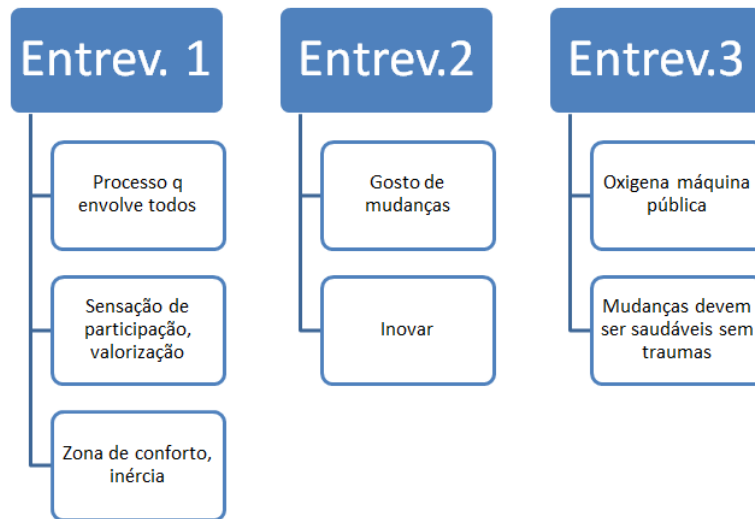 Entrev. 1
Processo q
envolve todos
Sensação de
participação,
valorização
Zona de conforto,
inércia
Entrev.2
Gosto de
mudanças
Inovar
Entrev.3
Oxigena máquina
pública
Mudanças devem
ser saudáveis sem
traumas